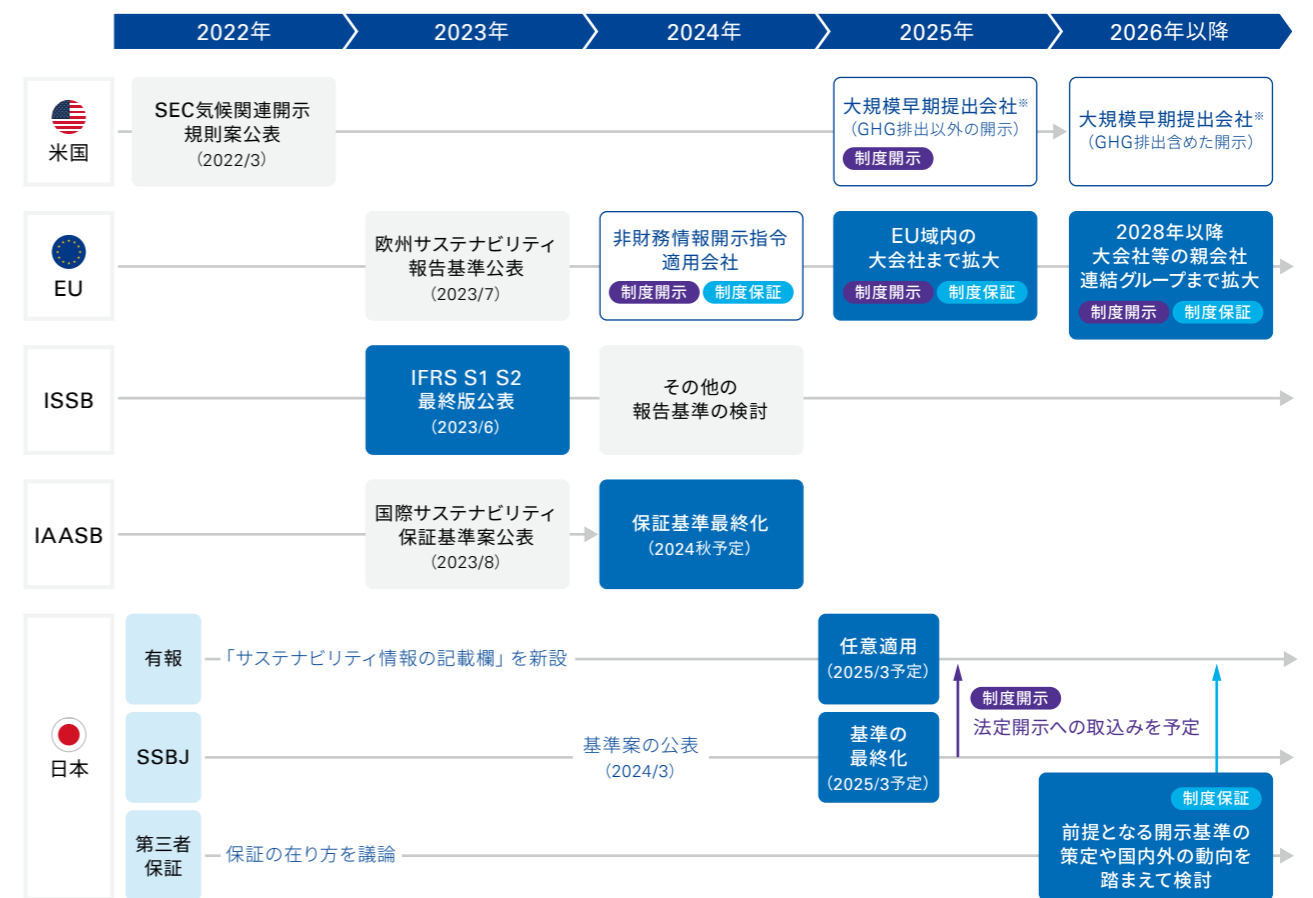 2022年
2023年
2024年
2025年
2026年以降
米国
SEC気候関連開示
規則案公表
（2022/3）
大規模早期提出会社※
（GHG排出以外の開示）
制度開示
大規模早期提出会社※
（GHG排出含めた開示）
EU
欧州サステナビリティ
報告基準公表
（2023/7）
非財務情報開示指令
適用会社
制度開示 制度保証
EU域内の
大会社まで拡大
制度開示 制度保証
2028年以降
大会社等の親会社
連結グループまで拡大
制度開示 制度保証
ISSB
IFRS S1 S2
最終版公表
（2023/6）
その他の
報告基準の検討
IAASB
国際サステナビリティ
保証基準案公表
（2023/8）
保証基準最終化
（2024秋予定）
日本
有報
「サステナビリティ情報の記載欄」を新設
任意適用
（2025/3予定）
制度開示
法定開示への取込みを予定
SSBJ
基準案の公表
（2024/3）
基準の
最終化
（2025/3予定）
第三者
保証
保証の在り方を議論
制度保証
前提となる開示基準の
策定や国内外の動向を
踏まえて検討